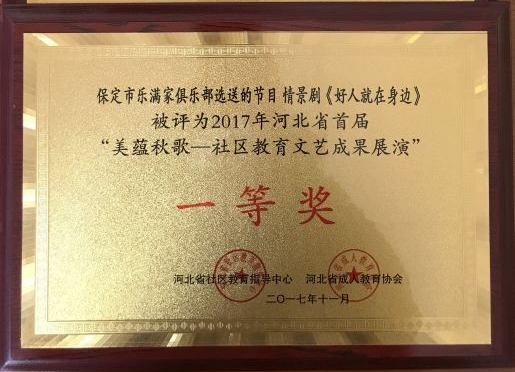 保定市乐满家俱乐部选送的节目 情景剧《好人就在身边》
被评为2017年河北省首届
“美蕴秋歌—社区教育文艺成果展演”
一等奖
河北省社区教育指导中心 河北省成人教育协会
二〇一七年十一月